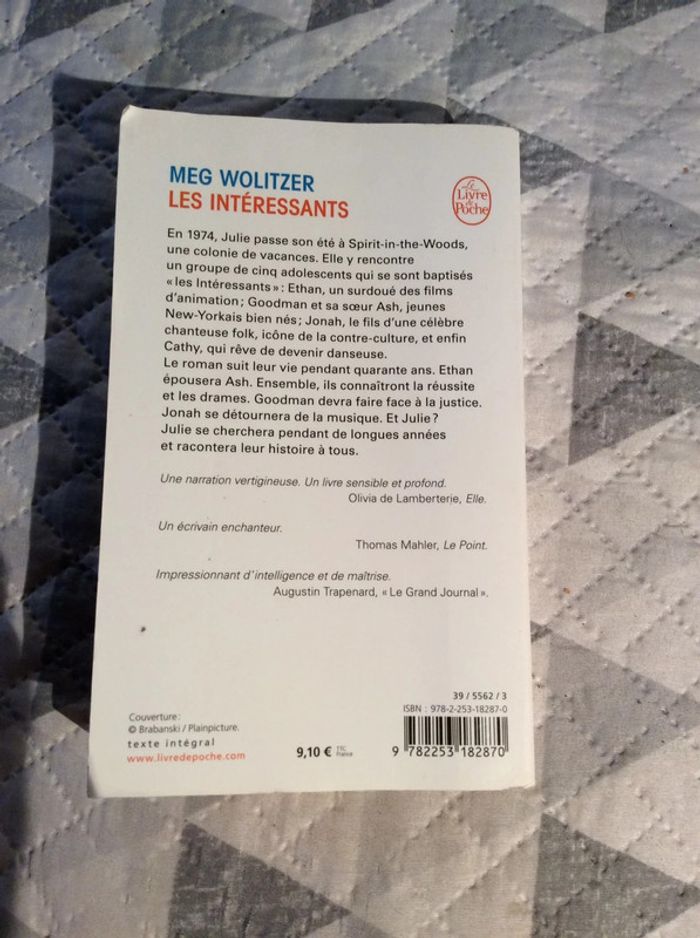 MEG WOLITZER
LES INTÉRESSANTS
Le
Livre
de
Poche
En 1974, Julie passe son été à Spirit-in-the-Woods,
une colonie de vacances. Elle y rencontre
un groupe de cinq adolescents qui se sont baptisés
« les Intéressants » : Ethan, un surdoué des films
d'animation ; Goodman et sa sœur Ash, jeunes
New-Yorkais bien nés ; Jonah, le fils d'une célèbre
chanteuse folk, icône de la contre-culture, et enfin
Cathy, qui rêve de devenir danseuse.
Le roman suit leur vie pendant quarante ans. Ethan
épousera Ash. Ensemble, ils connaîtront la réussite
et les drames. Goodman devra faire face à la justice.
Jonah se détournera de la musique. Et Julie ?
Julie se cherchera pendant de longues années
et racontera leur histoire à tous.
Une narration vertigineuse. Un livre sensible et profond.
Olivia de Lamberterie, Elle.
Un écrivain enchanteur.
Thomas Mahler, Le Point.
Impressionnant d'intelligence et de maîtrise.
Augustin Trapenard, « Le Grand Journal ».
39 / 5562 / 3
ISBN : 978-2-253-18287-0
Couverture :
© Brabanski / Plainpicture.
texte intégral
www.livredepoche.com
9,10 € TTC
France
9 782253 182870